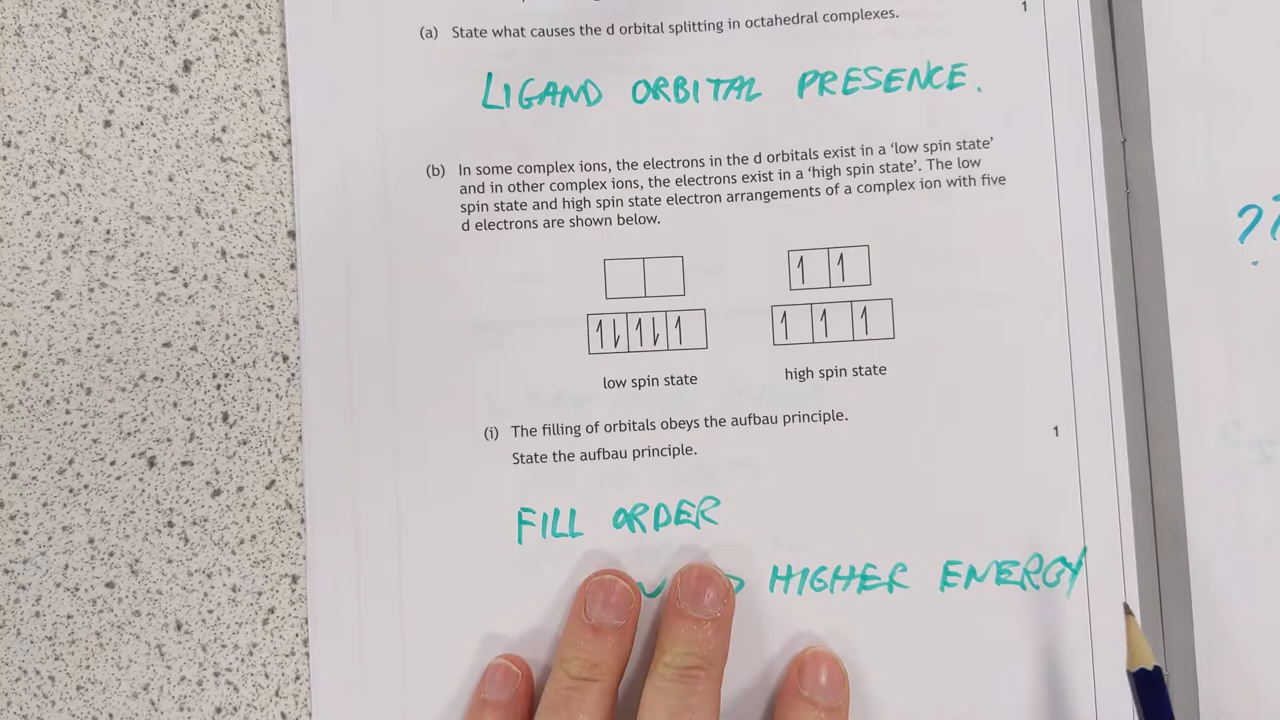 1
(a) State what causes the d orbital splitting in octahedral complexes.
LIGAND ORBITAL PRESENCE.
(b) In some complex ions, the electrons in the d orbitals exist in a ‘low spin state’
and in other complex ions, the electrons exist in a ‘high spin state’. The low
spin state and high spin state electron arrangements of a complex ion with five
d electrons are shown below.
low spin state high spin state
(i) The filling of orbitals obeys the aufbau principle. 1
State the aufbau principle.
FILL ORDER
HIGHER ENERGY
??